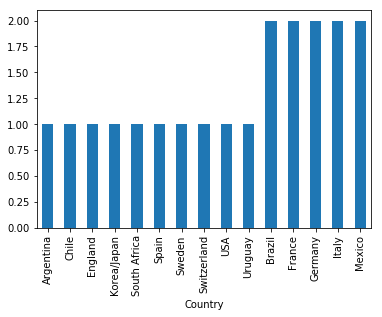 2.00
1.75
1.50
1.25
1.00
0.75
0.50
0.25
0.00
Argentina
Chile
England
Korea/Japan
South Africa
Spain
Sweden
Switzerland
USA
Uruguay
Brazil
France
Germany
Italy
Mexico
Country